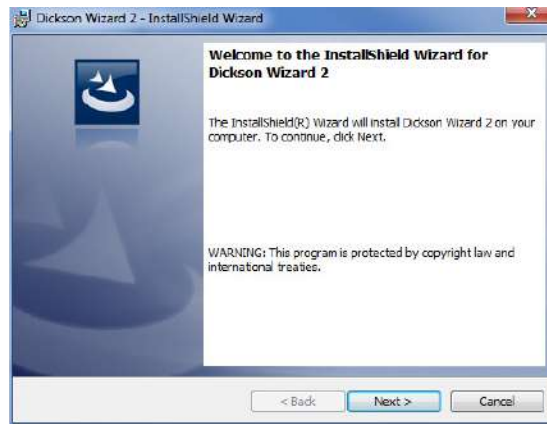 Dickson Wizard 2 - InstallShield Wizard
Welcome to the InstallShield Wizard for
Dickson Wizard 2
The InstallShield(R) Wizard will install Dickson Wizard 2 on your
computer. To continue, click Next.
WARNING: This program is protected by copyright law and
international treaties.
< Back
Next >
Cancel